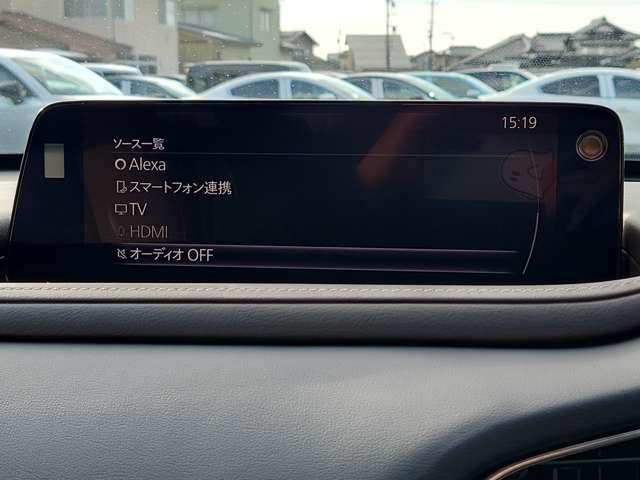 15:19
ソース一覧
Alexa
スマートフォン連携
TV
HDMI
オーディオ OFF